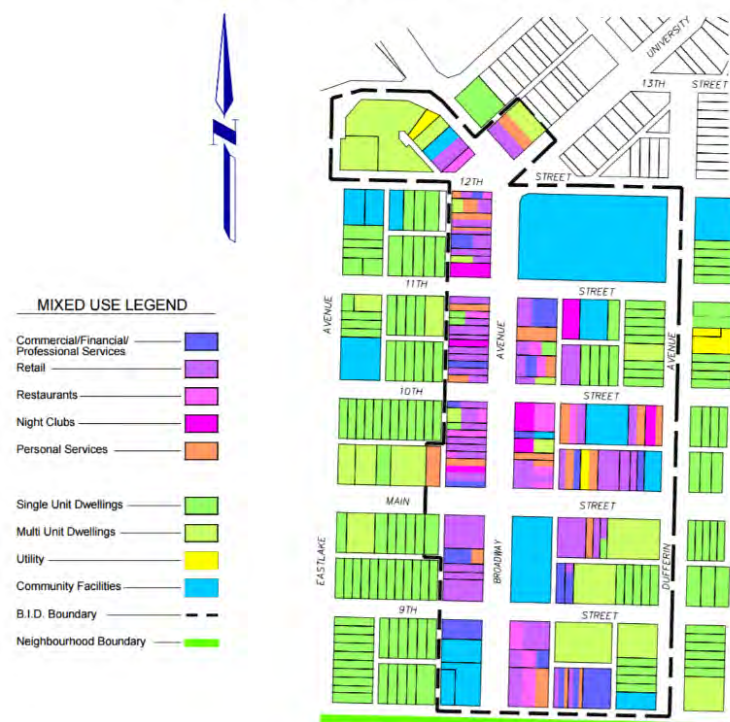 UNIVERSITY
13TH STREET
12TH STREET
11TH STREET
AVENUE
AVENUE
AVENUE
10TH STREET
MAIN STREET
EASTLAKE
BROADWAY
DUFFERIN
9TH STREET
N
MIXED USE LEGEND
Commercial/Financial/
Professional Services
Retail
Restaurants
Night Clubs
Personal Services
Single Unit Dwellings
Multi Unit Dwellings
Utility
Community Facilities
B.I.D. Boundary
Neighbourhood Boundary